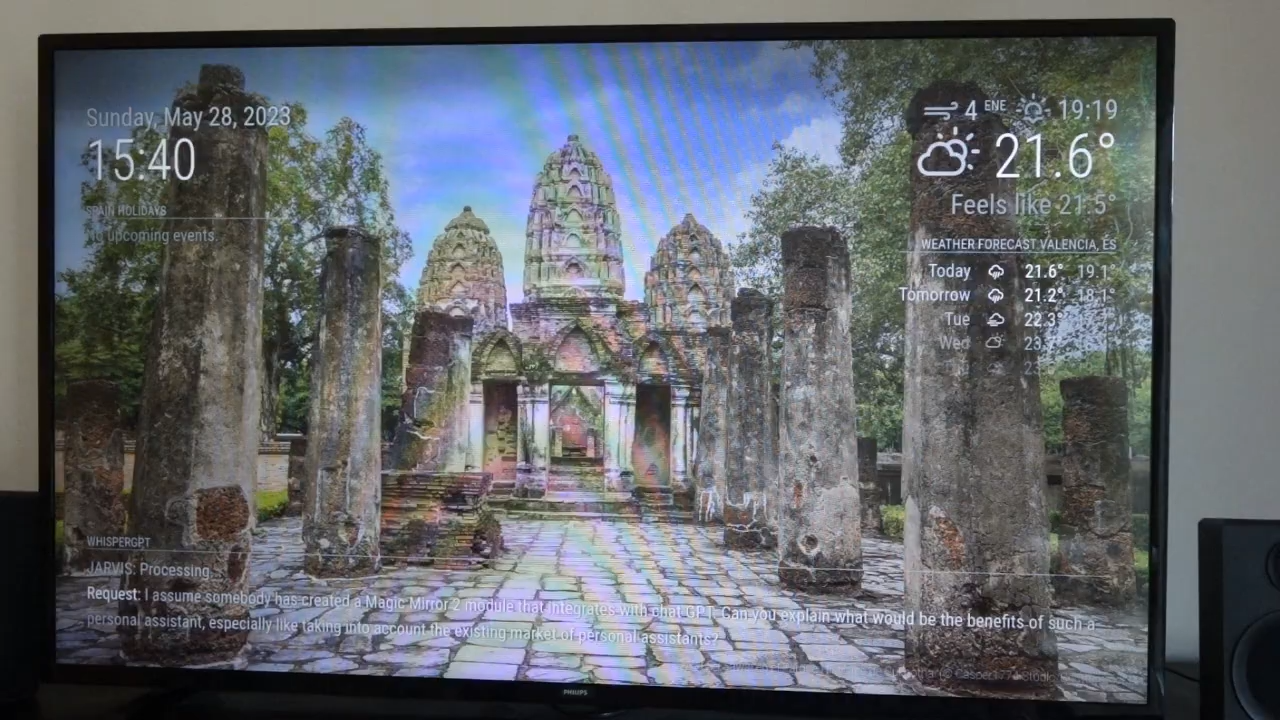 Sunday, May 28, 2023
15:40
SPAIN HOLIDAYS
No upcoming events.
4 ENE 19:19
21.6°
Feels like 21.5°
WEATHER FORECAST VALENCIA, ES
Today 21.6° 19.1°
Tomorrow 21.2° 18.1°
Tue 22.3°
Wed
WHISPERGPT
JARVIS: Processing...
Request: I assume somebody has created a Magic Mirror 2 module that integrates with chat GPT. Can you explain what would be the benefits of such a
personal assistant, especially like taking into account the existing market of personal assistants?
PHILIPS